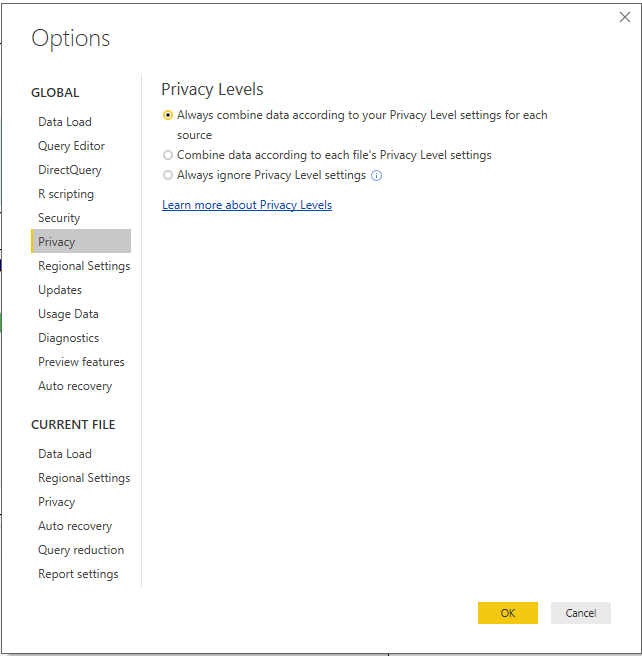 Options
GLOBAL
Data Load
Query Editor
DirectQuery
R scripting
Security
Privacy
Regional Settings
Updates
Usage Data
Diagnostics
Preview features
Auto recovery
CURRENT FILE
Data Load
Regional Settings
Privacy
Auto recovery
Query reduction
Report settings
Privacy Levels
Always combine data according to your Privacy Level settings for each
source
Combine data according to each file's Privacy Level settings
Always ignore Privacy Level settings
Learn more about Privacy Levels
OK
Cancel